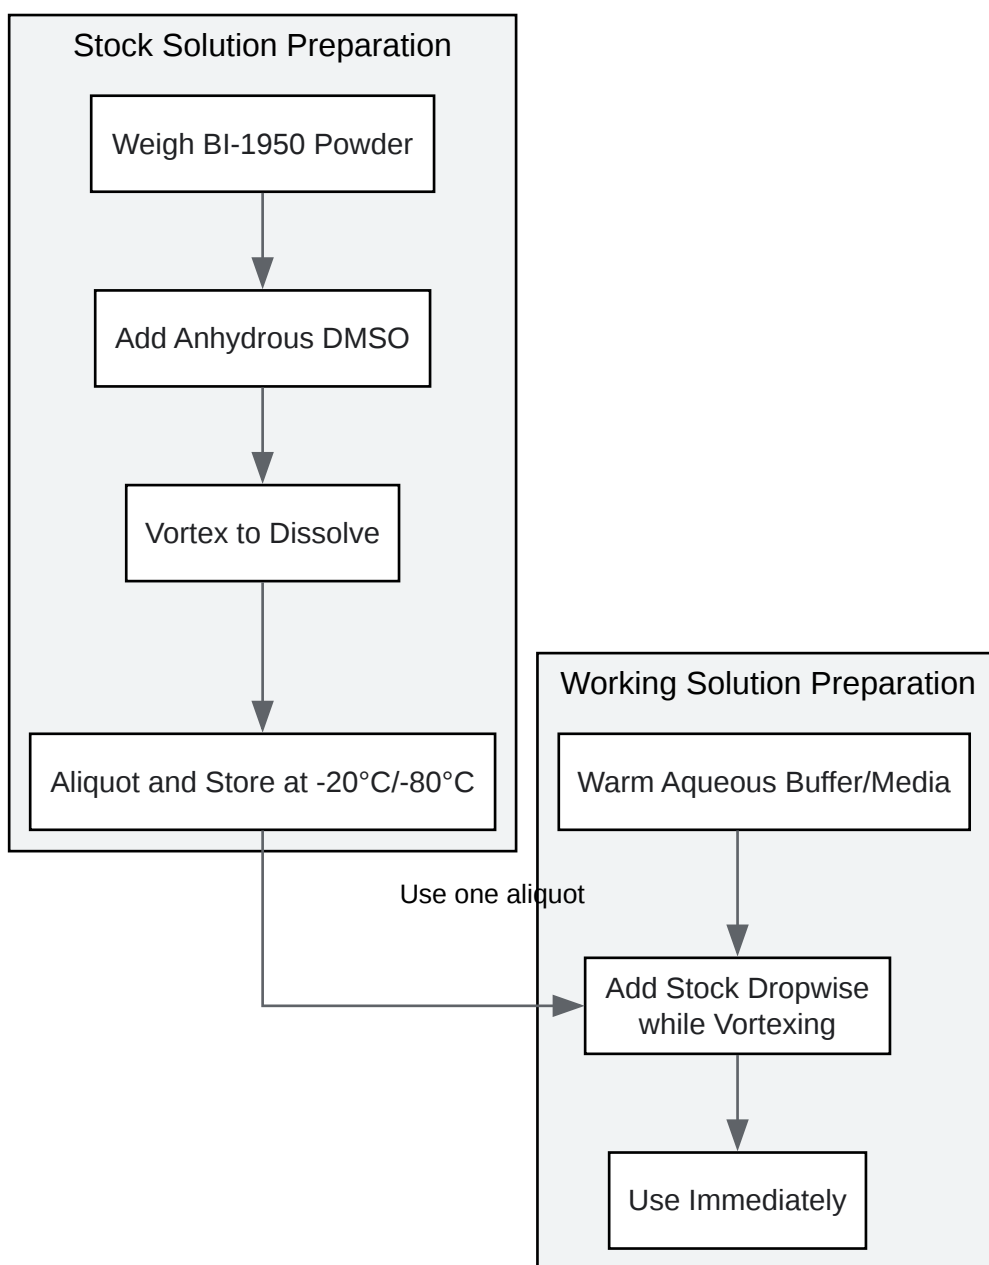 Stock Solution Preparation
Weigh BI-1950 Powder
Add Anhydrous DMSO
Vortex to Dissolve
Aliquot and Store at -20°C/-80°C
Use one aliquot
Working Solution Preparation
Warm Aqueous Buffer/Media
Add Stock Dropwise
while Vortexing
Use Immediately